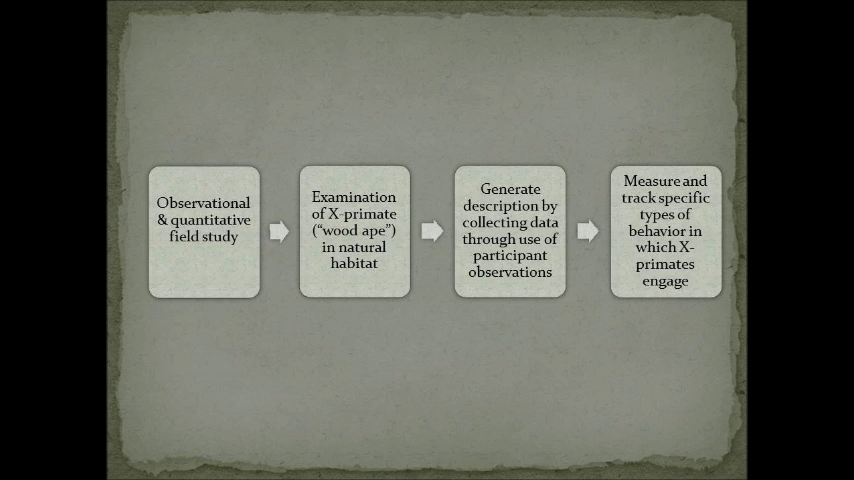 Observational
& quantitative
field study
Examination
of X-primate
("wood ape")
in natural
habitat
Generate
description by
collecting data
through use of
participant
observations
Measure and
track specific
types of
behavior in
which X-
primates
engage